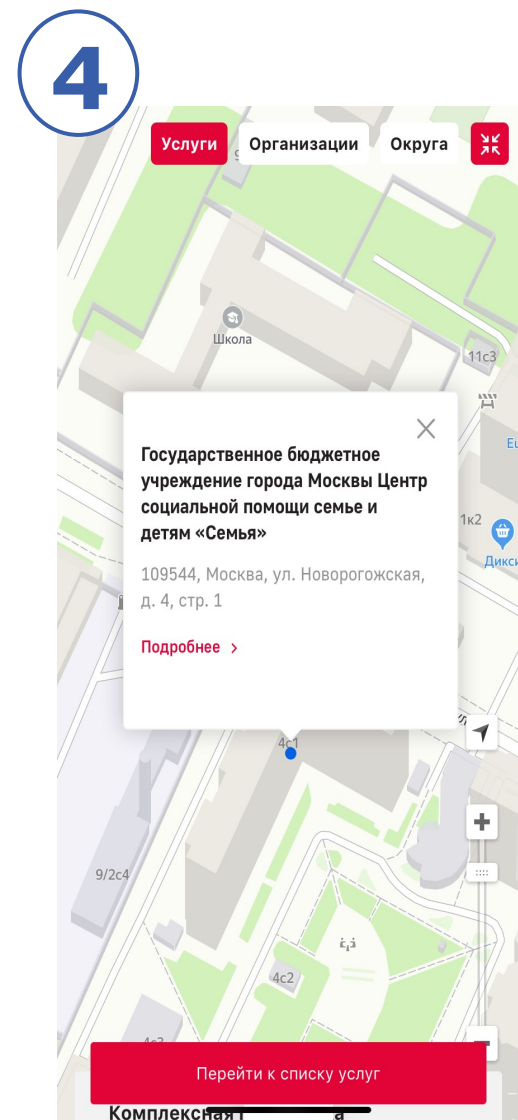 4
Услуги
Организации
Округа
Школа
11с3
Государственное бюджетное
учреждение города Москвы Центр
социальной помощи семье и
детям «Семья»
109544, Москва, ул. Новорогожская,
д. 4, стр. 1
Подробнее
1к2
Дикси
4с1
9/2с4
4с2
Перейти к списку услуг
Комплексная